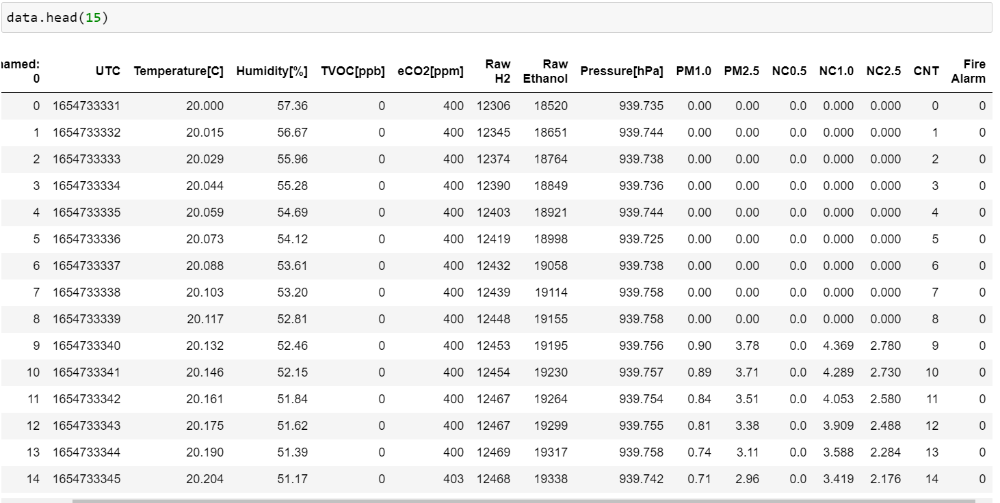 data.head(15)
named: 0 UTC Temperature[C] Humidity[%] TVOC[ppb] eCO2[ppm] Raw H2 Raw Ethanol Pressure[hPa] PM1.0 PM2.5 NC0.5 NC1.0 NC2.5 CNT Fire Alarm
0 1654733331 20.000 57.36 0 400 12306 18520 939.735 0.00 0.00 0.0 0.000 0.000 0 0
1 1654733332 20.015 56.67 0 400 12345 18651 939.744 0.00 0.00 0.0 0.000 0.000 1 0
2 1654733333 20.029 55.96 0 400 12374 18764 939.738 0.00 0.00 0.0 0.000 0.000 2 0
3 1654733334 20.044 55.28 0 400 12390 18849 939.736 0.00 0.00 0.0 0.000 0.000 3 0
4 1654733335 20.059 54.69 0 400 12403 18921 939.744 0.00 0.00 0.0 0.000 0.000 4 0
5 1654733336 20.073 54.12 0 400 12419 18998 939.725 0.00 0.00 0.0 0.000 0.000 5 0
6 1654733337 20.088 53.61 0 400 12432 19058 939.738 0.00 0.00 0.0 0.000 0.000 6 0
7 1654733338 20.103 53.20 0 400 12439 19114 939.758 0.00 0.00 0.0 0.000 0.000 7 0
8 1654733339 20.117 52.81 0 400 12448 19155 939.758 0.00 0.00 0.0 0.000 0.000 8 0
9 1654733340 20.132 52.46 0 400 12453 19195 939.756 0.90 3.78 0.0 4.369 2.780 9 0
10 1654733341 20.146 52.15 0 400 12454 19230 939.757 0.89 3.71 0.0 4.289 2.730 10 0
11 1654733342 20.161 51.84 0 400 12467 19264 939.754 0.84 3.51 0.0 4.053 2.580 11 0
12 1654733343 20.175 51.62 0 400 12467 19299 939.755 0.81 3.38 0.0 3.909 2.488 12 0
13 1654733344 20.190 51.39 0 400 12469 19317 939.758 0.74 3.11 0.0 3.588 2.284 13 0
14 1654733345 20.204 51.17 0 403 12468 19338 939.742 0.71 2.96 0.0 3.419 2.176 14 0